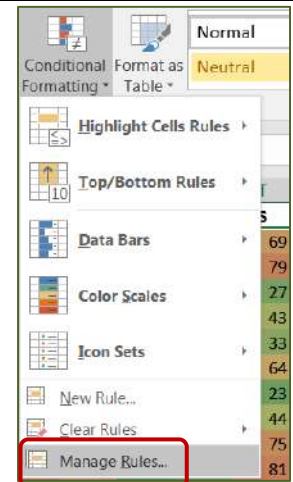 Normal
Conditional Format as Neutral
Formatting Table
Highlight Cells Rules
≤>
Top/Bottom Rules
10
S
Data Bars
69
79
Color Scales
27
43
Icon Sets
33
64
New Rule...
23
Clear Rules
44
75
Manage Rules...
81